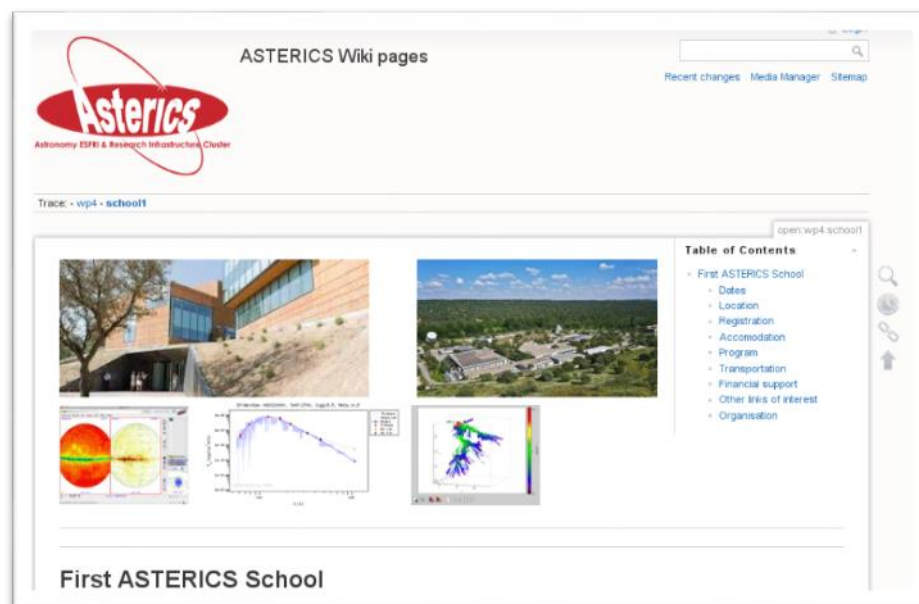 ASTERICS Wiki pages
Asterics
Astronomy ESFRI & Research Infrastructure Cluster
Recent changes Media Manager Sitemap
Trace: • wp4 • school1
open:wp4:school1
Table of Contents
First ASTERICS School
Dates
Location
Registration
Accomodation
Program
Transportation
Financial support
Other links of interest
Organisation
First ASTERICS School